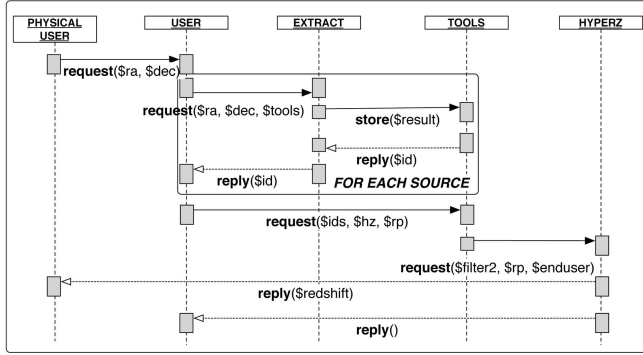 PHYSICAL
USER
USER
EXTRACT
TOOLS
HYPERZ
request($ra, $dec)
request($ra, $dec, $tools)
store($result)
reply($id)
reply($id)
FOR EACH SOURCE
request($ids, $hz, $rp)
request($filter2, $rp, $enduser)
reply($redshift)
reply()